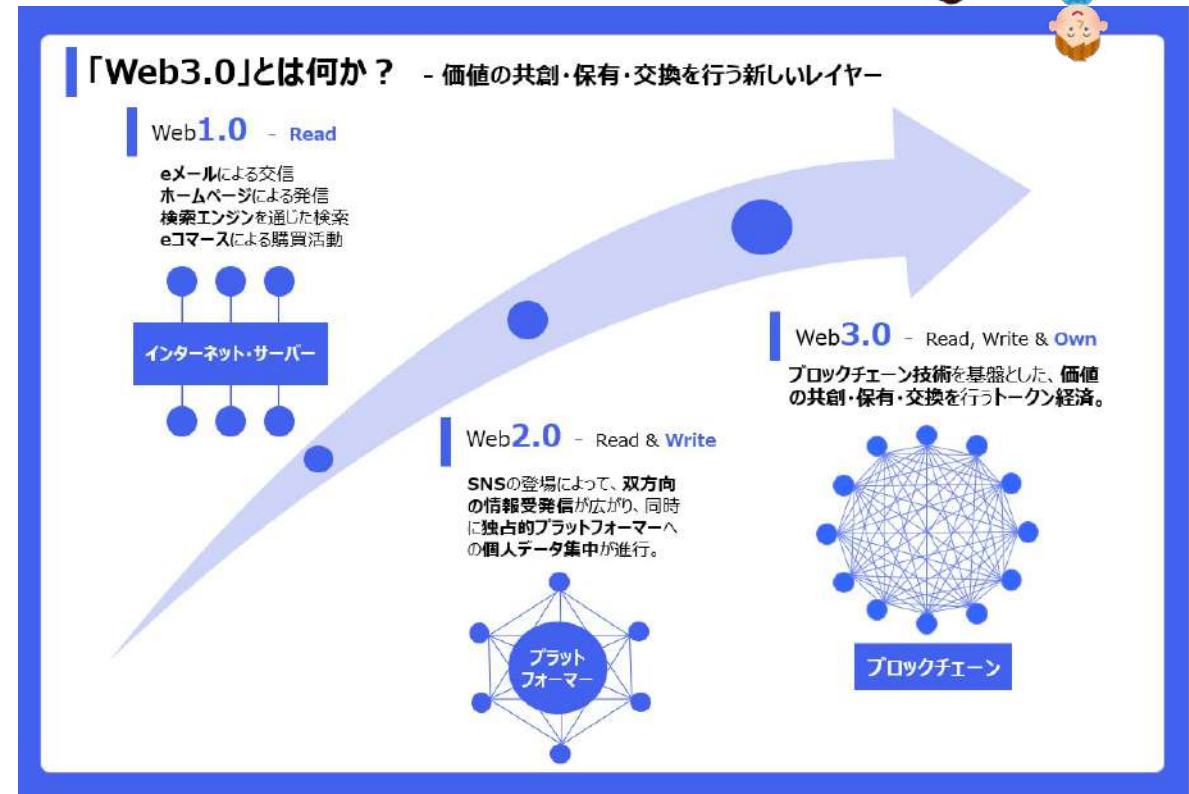 「Web3.0」とは何か？ - 価値の共創・保有・交換を行う新しいレイヤー
Web1.0 - Read
eメールによる交信
ホームページによる発信
検索エンジンを通じた検索
eコマースによる購買活動
インターネット・サーバー
Web2.0 - Read & Write
SNSの登場によって、双方向
の情報受発信が広がり、同時
に独占的プラットフォーマーへ
の個人データ集中が進行。
プラット
フォーマー
Web3.0 - Read, Write & Own
ブロックチェーン技術を基盤とした、価値
の共創・保有・交換を行うトークン経済。
ブロックチェーン